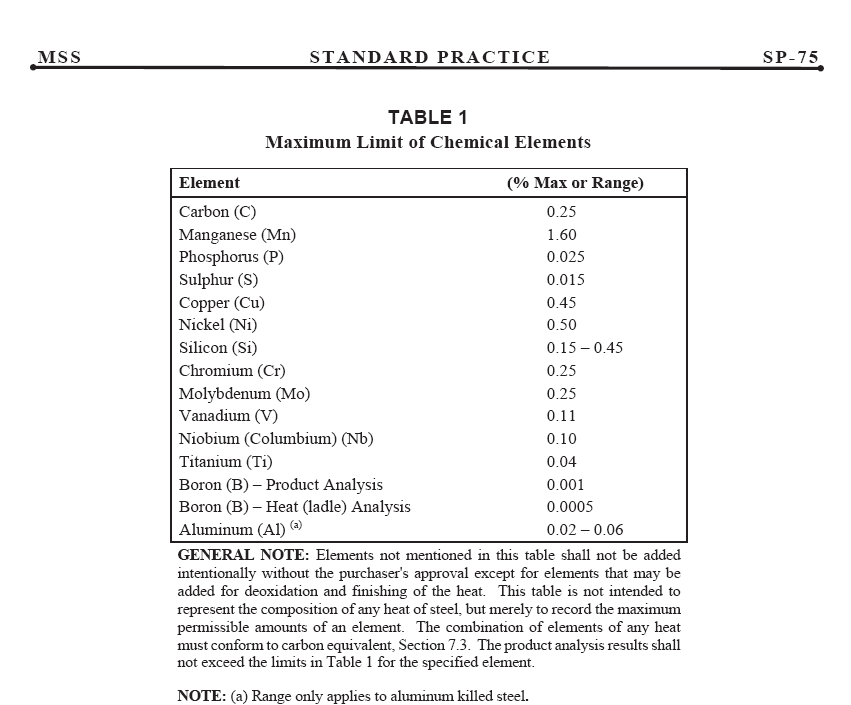 MSS STANDARD PRACTICE SP-75
TABLE 1
Maximum Limit of Chemical Elements
Element (% Max or Range)
Carbon (C) 0.25
Manganese (Mn) 1.60
Phosphorus (P) 0.025
Sulphur (S) 0.015
Copper (Cu) 0.45
Nickel (Ni) 0.50
Silicon (Si) 0.15 – 0.45
Chromium (Cr) 0.25
Molybdenum (Mo) 0.25
Vanadium (V) 0.11
Niobium (Columbium) (Nb) 0.10
Titanium (Ti) 0.04
Boron (B) – Product Analysis 0.001
Boron (B) – Heat (ladle) Analysis 0.0005
Aluminum (Al) (a) 0.02 – 0.06
GENERAL NOTE: Elements not mentioned in this table shall not be added
intentionally without the purchaser's approval except for elements that may be
added for deoxidation and finishing of the heat. This table is not intended to
represent the composition of any heat of steel, but merely to record the maximum
permissible amounts of an element. The combination of elements of any heat
must conform to carbon equivalent, Section 7.3. The product analysis results shall
not exceed the limits in Table 1 for the specified element.
NOTE: (a) Range only applies to aluminum killed steel.